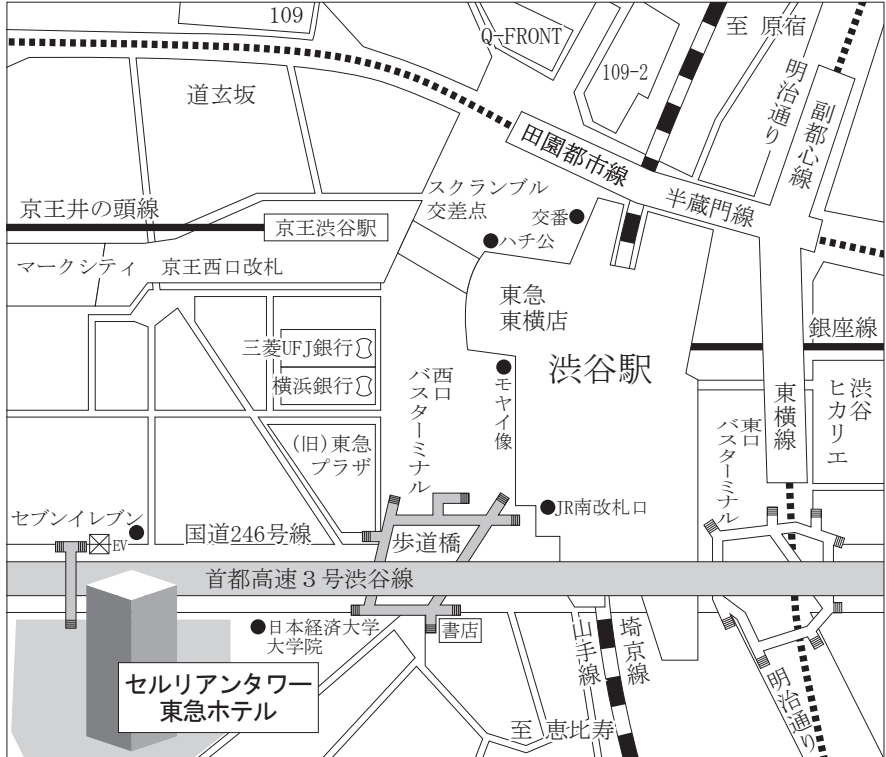 109
Q-FRONT
至 原宿
109-2
明治通り
副都心線
道玄坂
田園都市線
半蔵門線
スクランブル
交差点
交番
ハチ公
京王井の頭線
京王渋谷駅
マークシティ
京王西口改札
東急
東横店
銀座線
三菱UFJ銀行
横浜銀行
西口
バスターミナル
モヤイ像
渋谷駅
東横線
渋谷
ヒカリエ
東口
バスターミナル
(旧)東急
プラザ
JR南改札口
セブンイレブン
EV
国道246号線
歩道橋
首都高速3号渋谷線
日本経済大学
大学院
書店
山手線
埼京線
セルリアンタワー
東急ホテル
至 恵比寿
明治通り